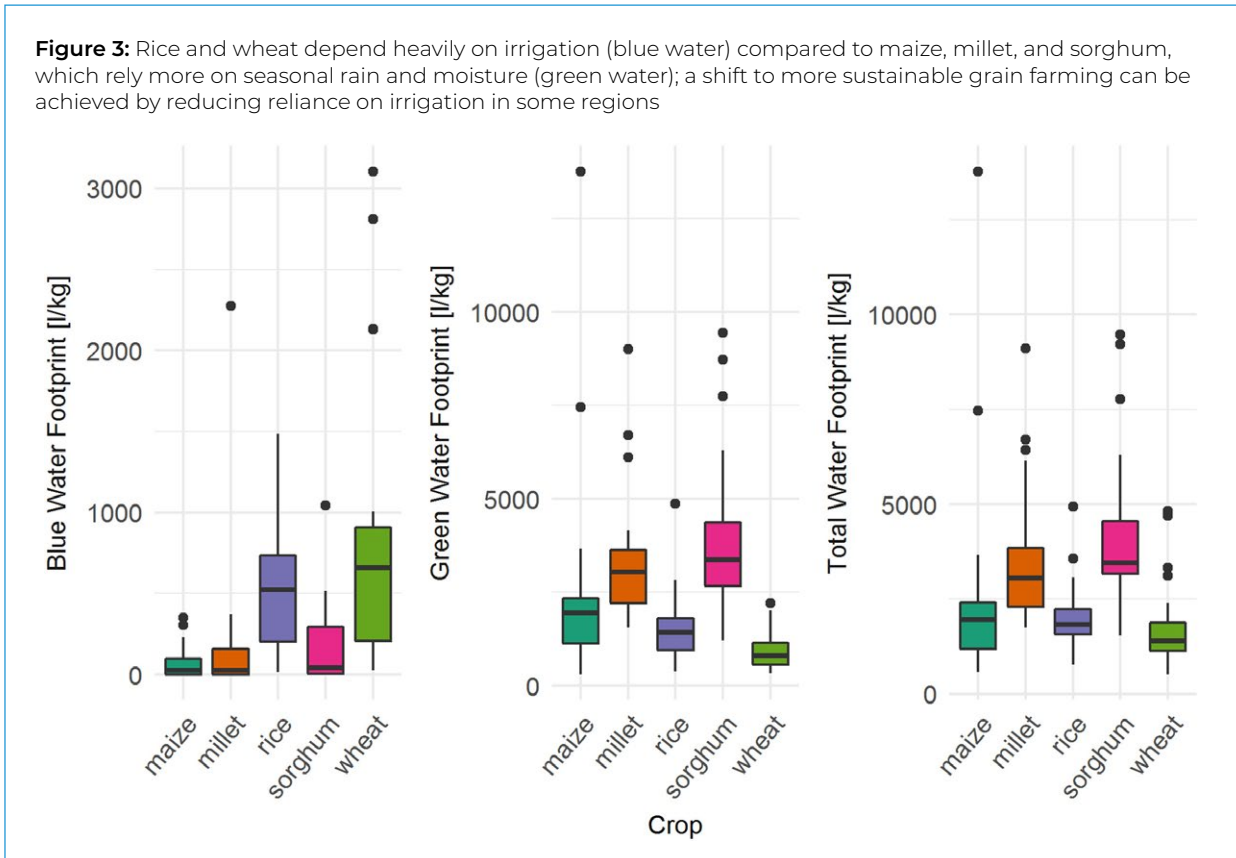 Figure 3: Rice and wheat depend heavily on irrigation (blue water) compared to maize, millet, and sorghum,
which rely more on seasonal rain and moisture (green water); a shift to more sustainable grain farming can be
achieved by reducing reliance on irrigation in some regions
Blue Water Footprint [l/kg]
3000
2000
1000
0
maize
millet
rice
sorghum
wheat
Green Water Footprint [l/kg]
10000
5000
0
maize
millet
rice
sorghum
wheat
Total Water Footprint [l/kg]
10000
5000
0
maize
millet
rice
sorghum
wheat
Crop